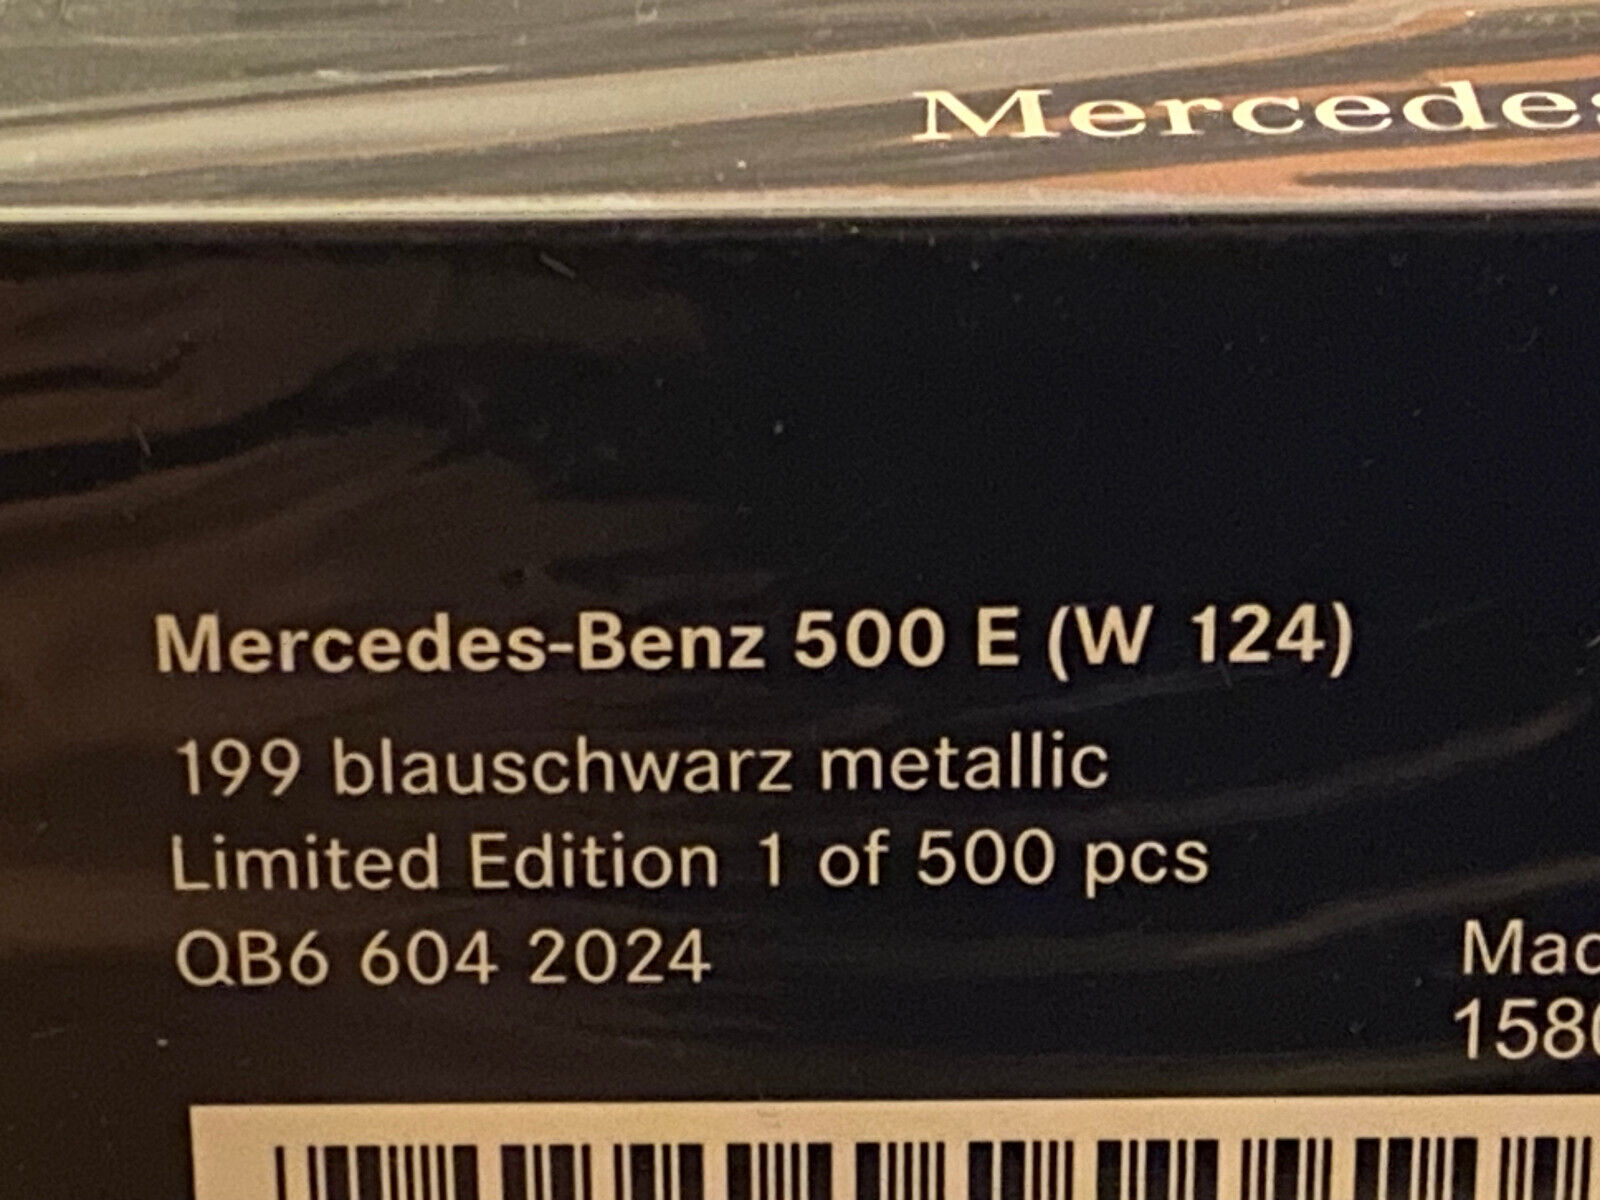 Mercedes
Mercedes-Benz 500 E (W 124)
199 blauschwarz metallic
Limited Edition 1 of 500 pcs
QB6 604 2024